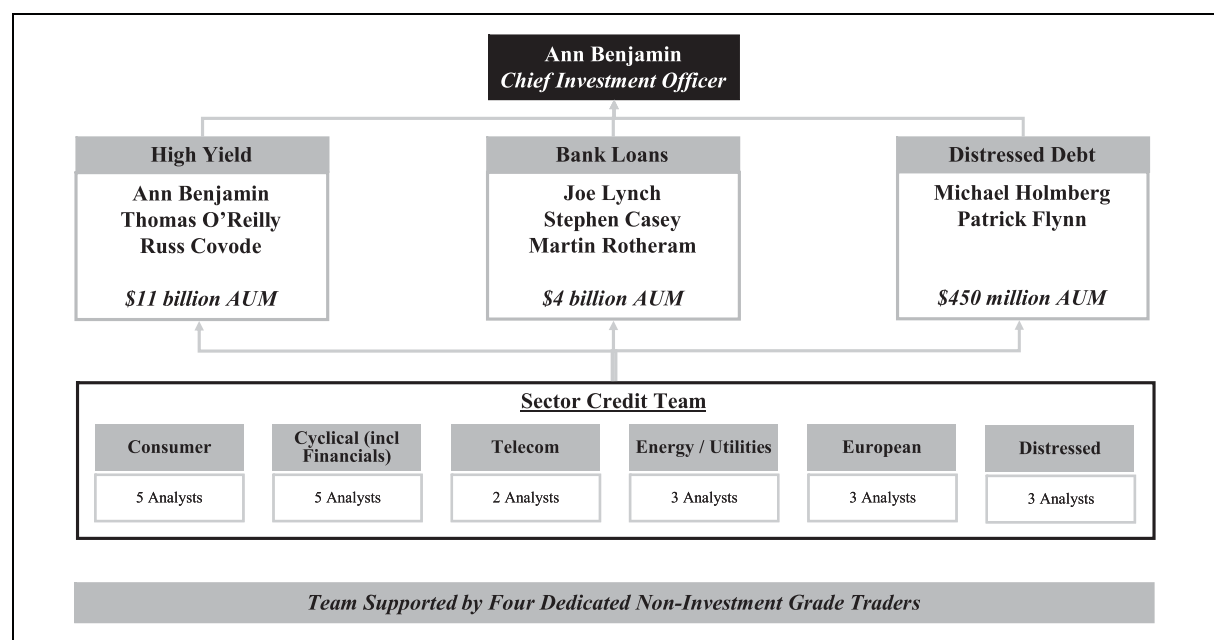 Ann Benjamin
Chief Investment Officer
High Yield
Ann Benjamin
Thomas O’Reilly
Russ Covode
$11 billion AUM
Bank Loans
Joe Lynch
Stephen Casey
Martin Rotheram
$4 billion AUM
Distressed Debt
Michael Holmberg
Patrick Flynn
$450 million AUM
Sector Credit Team
Consumer
5 Analysts
Cyclical (incl
Financials)
5 Analysts
Telecom
2 Analysts
Energy / Utilities
3 Analysts
European
3 Analysts
Distressed
3 Analysts
Team Supported by Four Dedicated Non-Investment Grade Traders